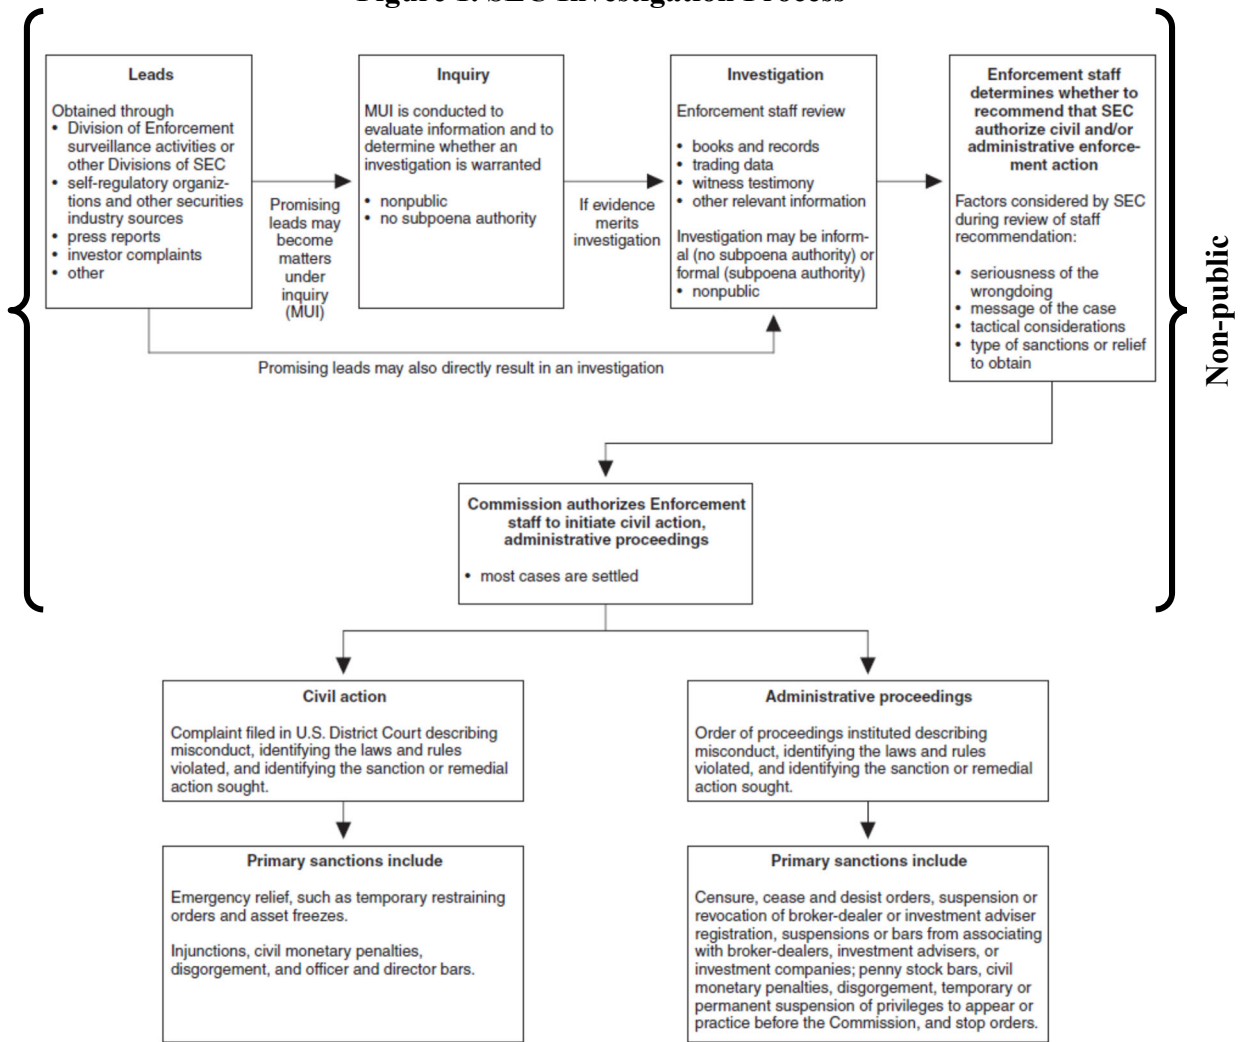 Figure 1. SEC Investigation Process
Leads
Obtained through
• Division of Enforcement
surveillance activities or
other Divisions of SEC
• self-regulatory organiz-
tions and other securities
industry sources
• press reports
• investor complaints
• other
Promising
leads may
become
matters
under
inquiry
(MUI)
Inquiry
MUI is conducted to
evaluate information and to
determine whether an
investigation is warranted
• nonpublic
• no subpoena authority
If evidence
merits
investigation
Investigation
Enforcement staff review
• books and records
• trading data
• witness testimony
• other relevant information
Investigation may be inform-
al (no subpoena authority) or
formal (subpoena authority)
• nonpublic
Enforcement staff
determines whether to
recommend that SEC
authorize civil and/or
administrative enforce-
ment action
Factors considered by SEC
during review of staff
recommendation:
• seriousness of the
wrongdoing
• message of the case
• tactical considerations
• type of sanctions or relief
to obtain
Non-public
Promising leads may also directly result in an investigation
Commission authorizes Enforcement
staff to initiate civil action,
administrative proceedings
• most cases are settled
Civil action
Complaint filed in U.S. District Court describing
misconduct, identifying the laws and rules
violated, and identifying the sanction or remedial
action sought.
Administrative proceedings
Order of proceedings instituted describing
misconduct, identifying the laws and rules
violated, and identifying the sanction or remedial
action sought.
Primary sanctions include
Emergency relief, such as temporary restraining
orders and asset freezes.
Injunctions, civil monetary penalties,
disgorgement, and officer and director bars.
Primary sanctions include
Censure, cease and desist orders, suspension or
revocation of broker-dealer or investment adviser
registration, suspensions or bars from associating
with broker-dealers, investment advisers, or
investment companies; penny stock bars, civil
monetary penalties, disgorgement, temporary or
permanent suspension of privileges to appear or
practice before the Commission, and stop orders.